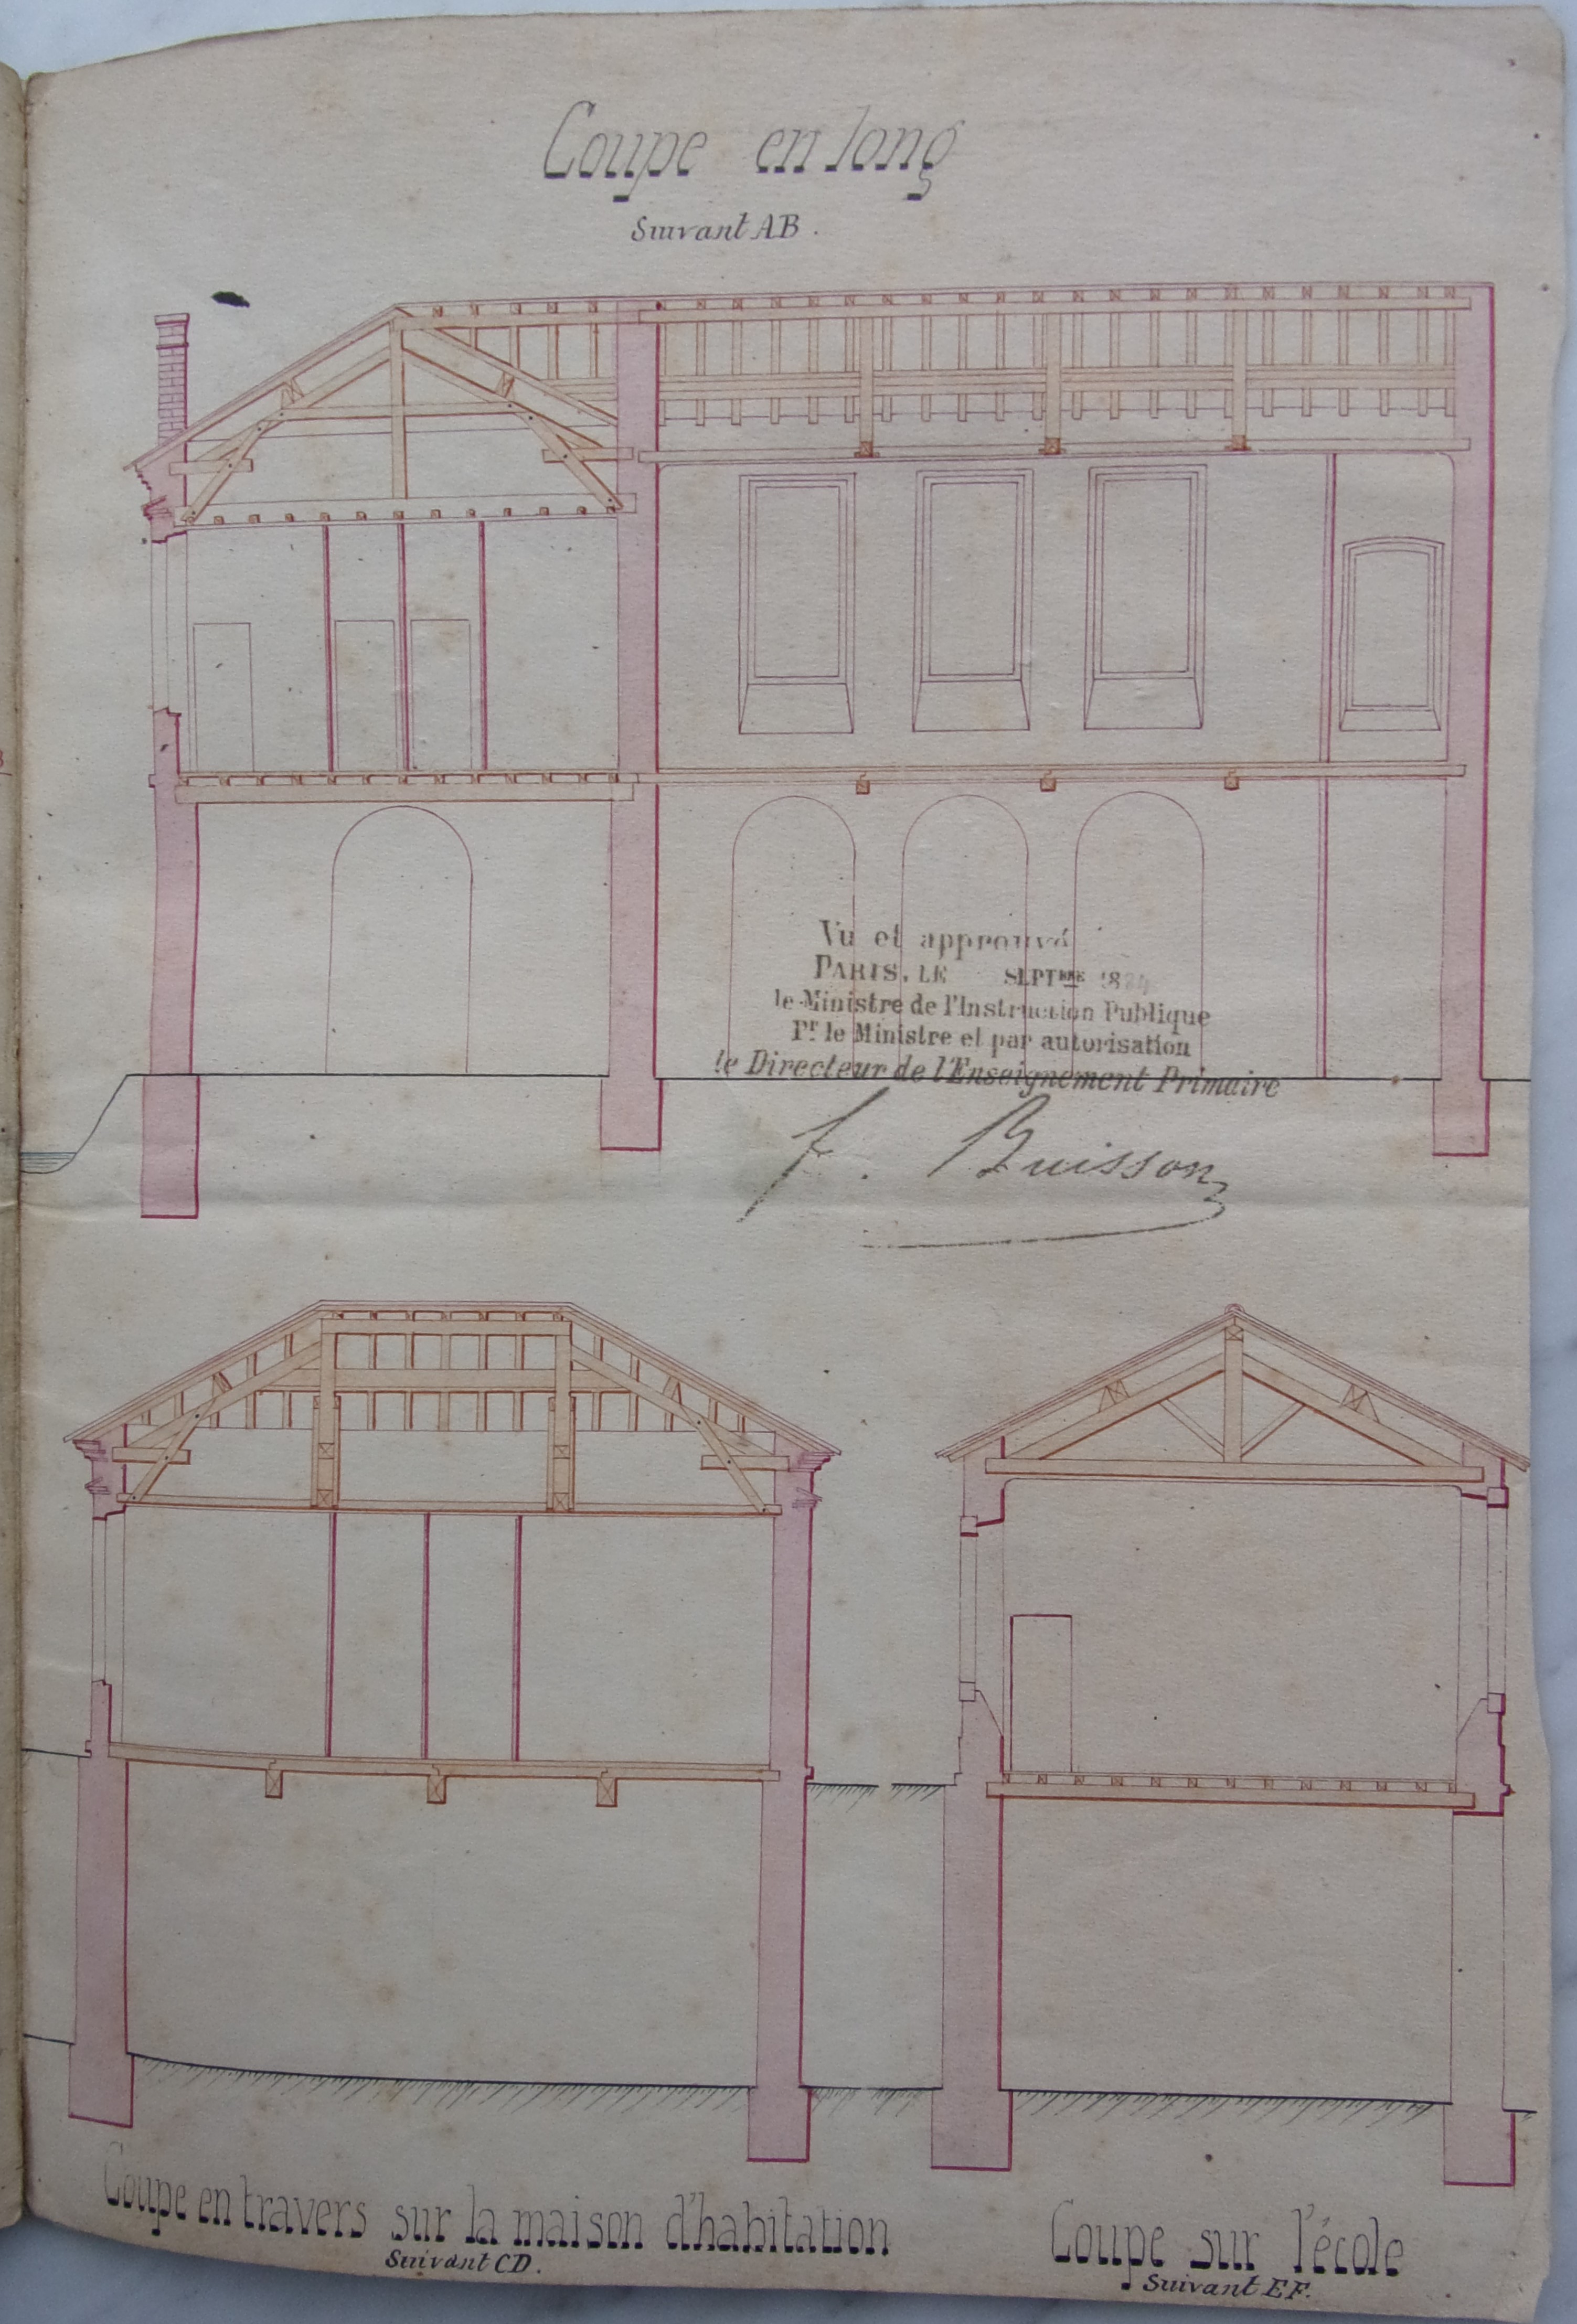 Coupe en long
Suivant AB.
Vu et approuvé
PARIS, LE SEPTBRE
le Ministre de l'Instruction Publique
Pr. le Ministre et par autorisation
le Directeur de l'Enseignement Primaire
F. Buisson
Coupe en travers sur la maison d'habitation
Suivant CD.
Coupe sur l'école
Suivant EF.